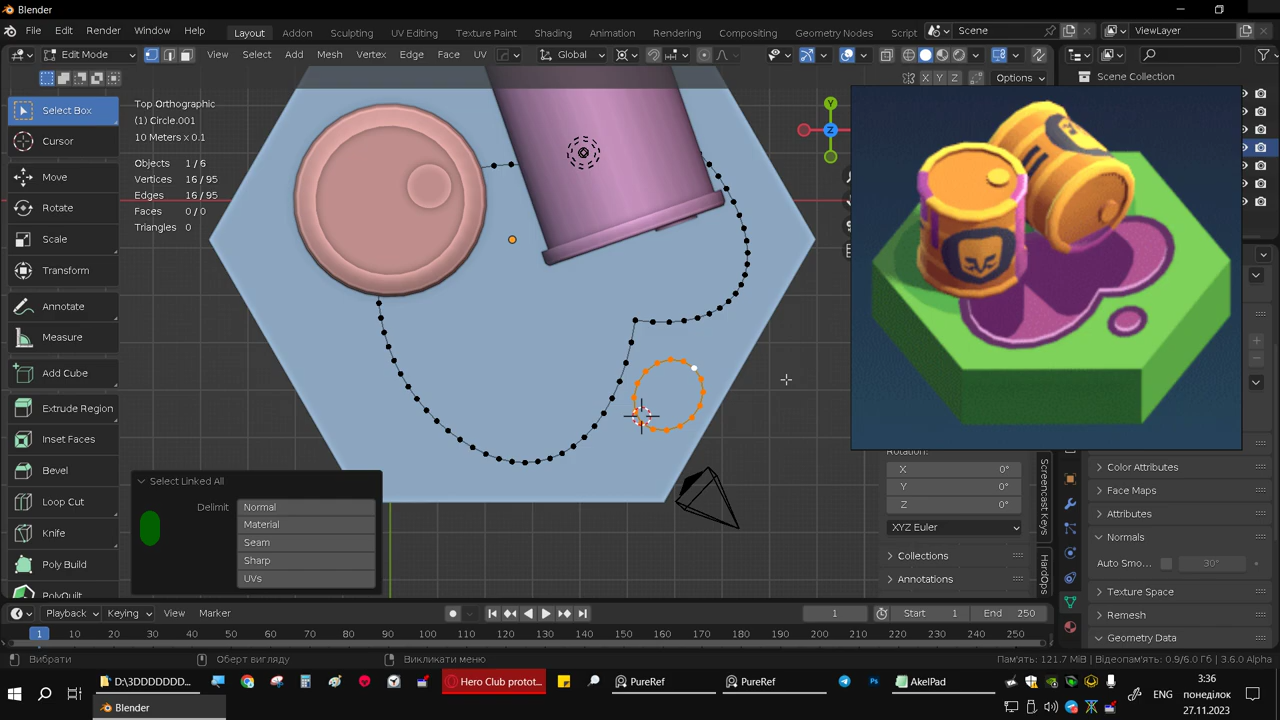 Blender
File Edit Render Window Help Layout Addon Sculpting UV Editing Texture Paint Shading Animation Rendering Compositing Geometry Nodes Script Scene ViewLayer
Edit Mode View Select Add Mesh Vertex Edge Face UV Global
X Y Z Options Scene Collection
Select Box
Cursor
Move
Rotate
Scale
Transform
Annotate
Measure
Add Cube
Extrude Region
Inset Faces
Bevel
Loop Cut
Knife
Poly Build
PolyQuilt
Top Orthographic
(1) Circle.001
10 Meters x 0.1
Objects 1 / 6
Vertices 16 / 95
Edges 16 / 95
Faces 0 / 0
Triangles 0
Y
Z
Select Linked All
Delimit Normal
Material
Seam
Sharp
UVs
Rotation:
X 0°
Y 0°
Z 0°
XYZ Euler
Collections
Annotations
Screencast Keys
HardOps
Color Attributes
Face Maps
Attributes
Normals
Auto Smo... 30°
Texture Space
Remesh
Geometry Data
Playback Keying View Marker 1 Start 1 End 250
1 10 20 30 40 50 60 70 80 90 100 110 120 130 140 150 160 170 180 190 200 210 220 230 240 250
Вибрати Оберт вигляду Викликати меню Пам'ять: 121.7 MiB | Відеопам'ять: 0.9/6.0 Гі | 3.6.0 Alpha
D:\3DDDDDDD... Hero Club protot... PureRef PureRef AkelPad
Blender
ENG
3:36
понеділок
27.11.2023